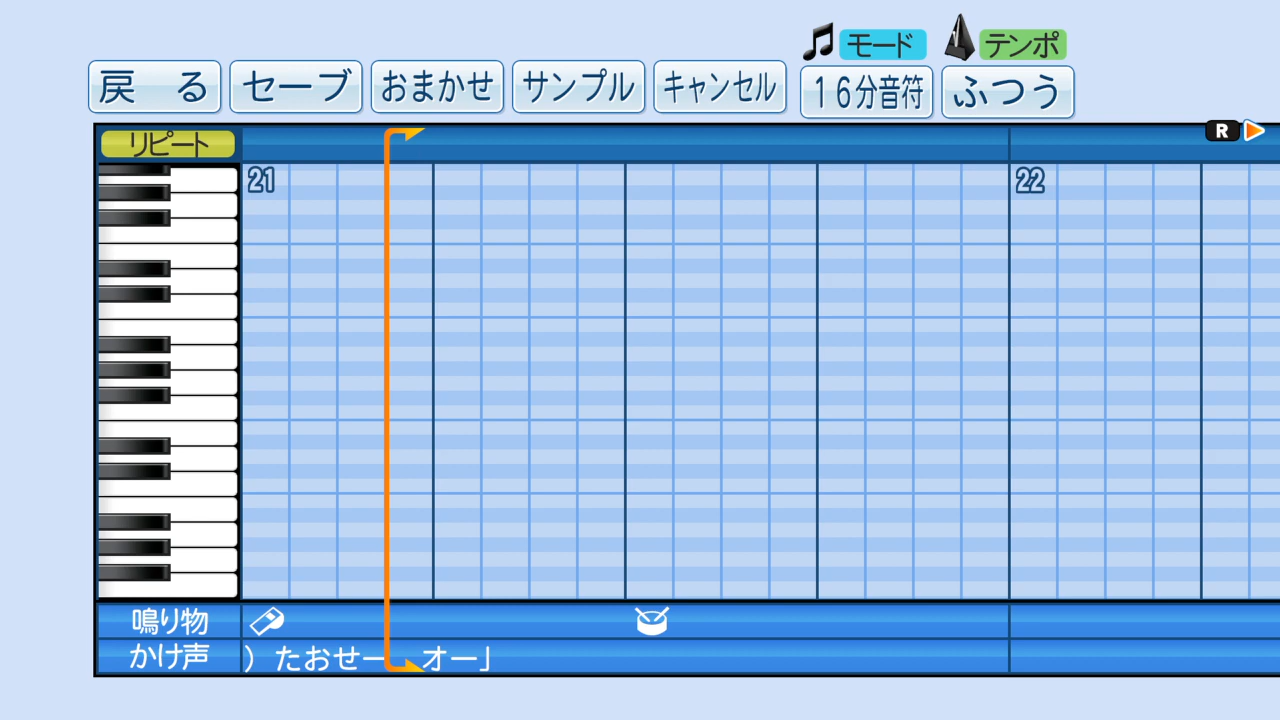 モード テンポ
戻 る セーブ おまかせ サンプル キャンセル 16分音符 ふつう
リピート R
21 22
鳴り物
かけ声 ）たおせー オー」